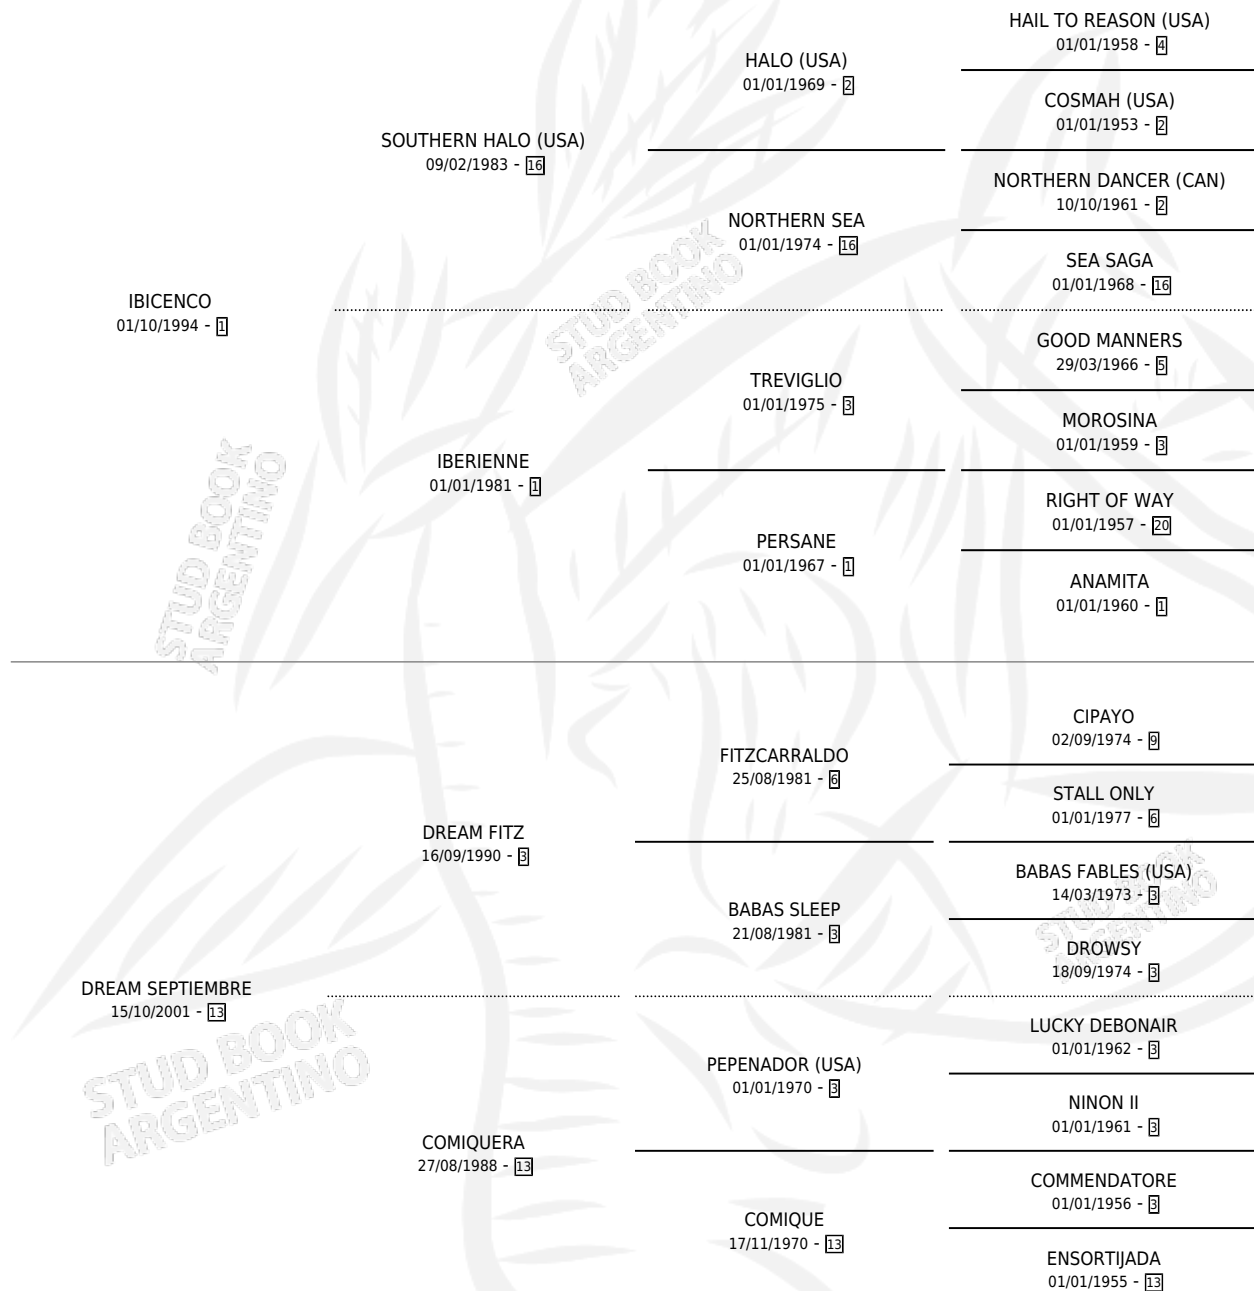 HAIL TO REASON (USA)
01/01/1958 - 4
HALO (USA)
01/01/1969 - 2
COSMAH (USA)
01/01/1953 - 2
SOUTHERN HALO (USA)
09/02/1983 - 16
NORTHERN DANCER (CAN)
10/10/1961 - 2
NORTHERN SEA
01/01/1974 - 16
SEA SAGA
01/01/1968 - 16
IBICENCO
01/10/1994 - 1
STUD BOOK
ARGENTINO
GOOD MANNERS
29/03/1966 - 5
TREVIGLIO
01/01/1975 - 3
MOROSINA
01/01/1959 - 3
IBERIENNE
01/01/1981 - 1
RIGHT OF WAY
01/01/1957 - 20
PERSANE
01/01/1967 - 1
ANAMITA
01/01/1960 - 1
STUD BOOK
ARGENTINO
CIPAYO
02/09/1974 - 9
FITZCARRALDO
25/08/1981 - 6
STALL ONLY
01/01/1977 - 6
DREAM FITZ
16/09/1990 - 3
BABAS FABLES (USA)
14/03/1973 - 3
BABAS SLEEP
21/08/1981 - 3
DROWSY
18/09/1974 - 3
STUD BOOK
ARGENTINO
DREAM SEPTIEMBRE
15/10/2001 - 13
LUCKY DEBONAIR
01/01/1962 - 3
PEPENADOR (USA)
01/01/1970 - 3
NINON II
01/01/1961 - 3
STUD BOOK
ARGENTINO
COMIQUERA
27/08/1988 - 13
COMMENDATORE
01/01/1956 - 3
COMIQUE
17/11/1970 - 13
ENSORTIJADA
01/01/1955 - 13